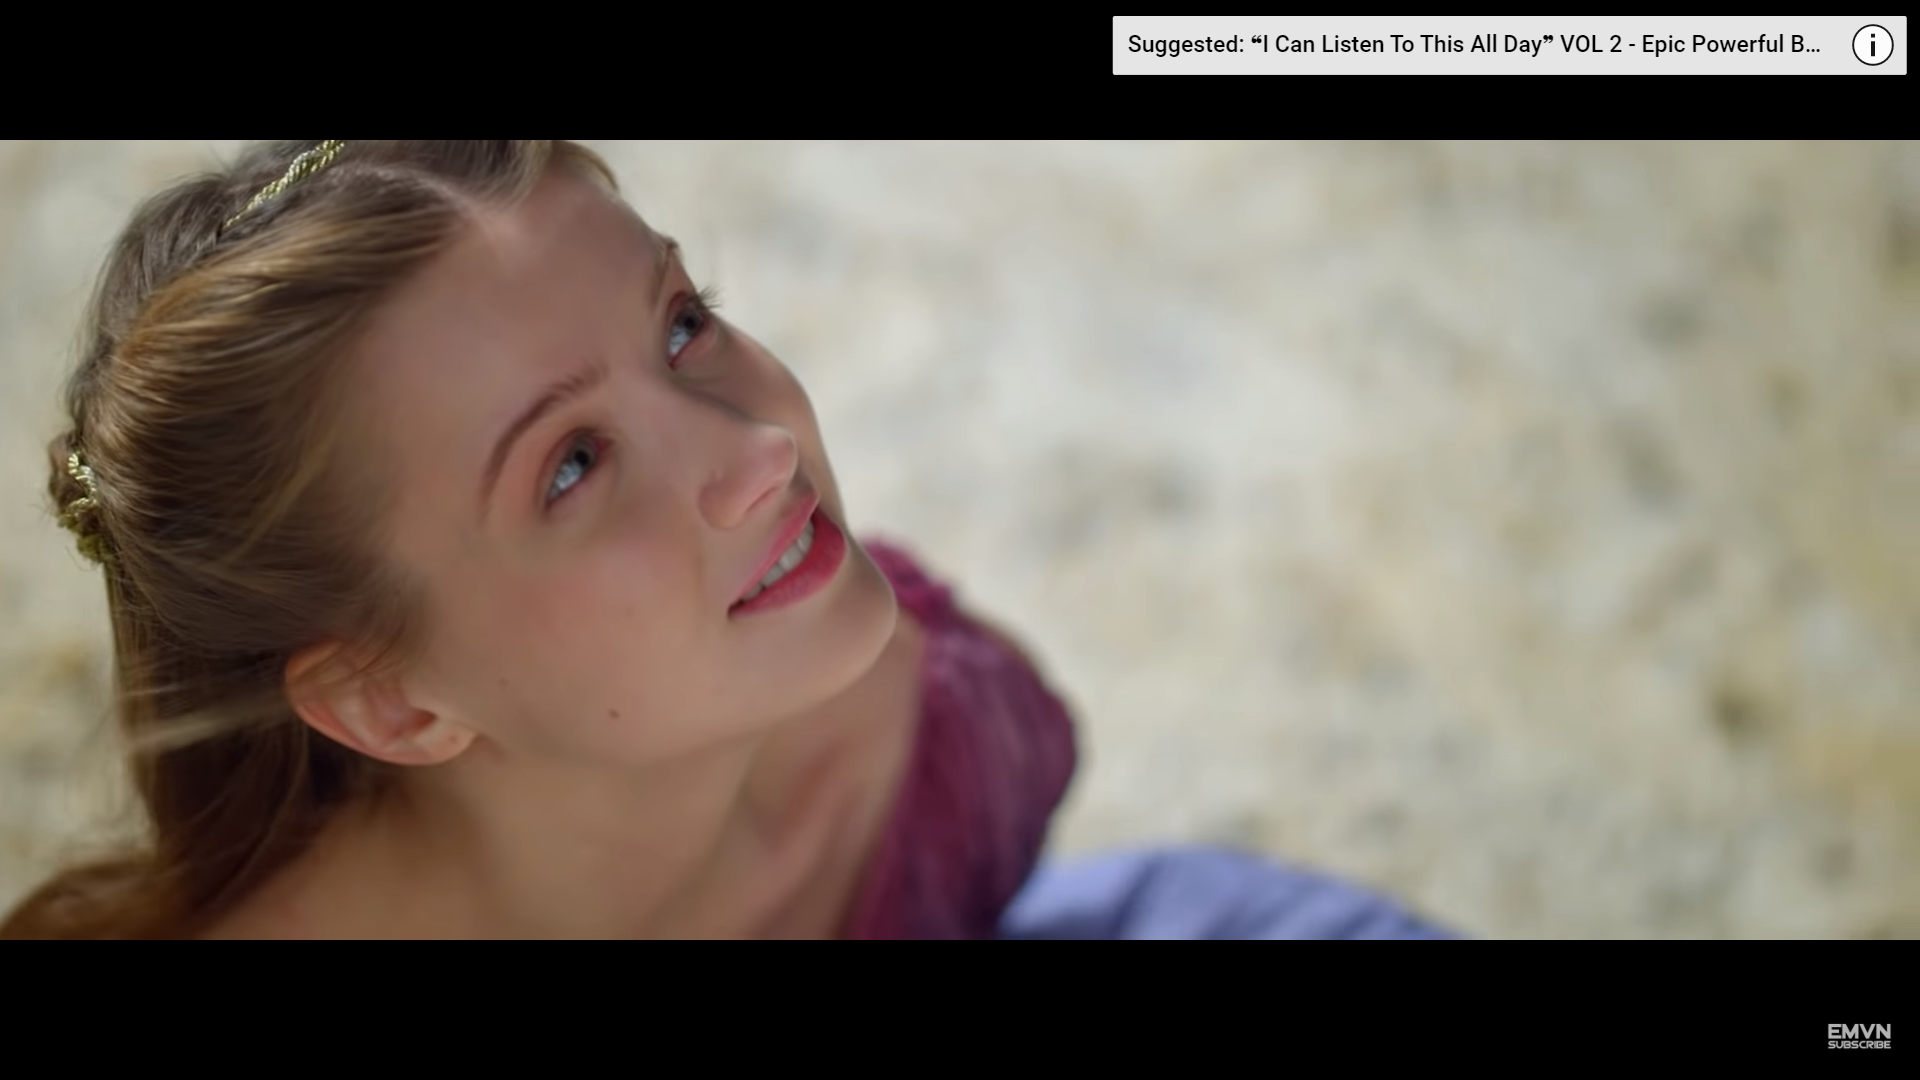 Suggested: ❝I Can Listen To This All Day❞ VOL 2 - Epic Powerful B...
EMVN
SUBSCRIBE